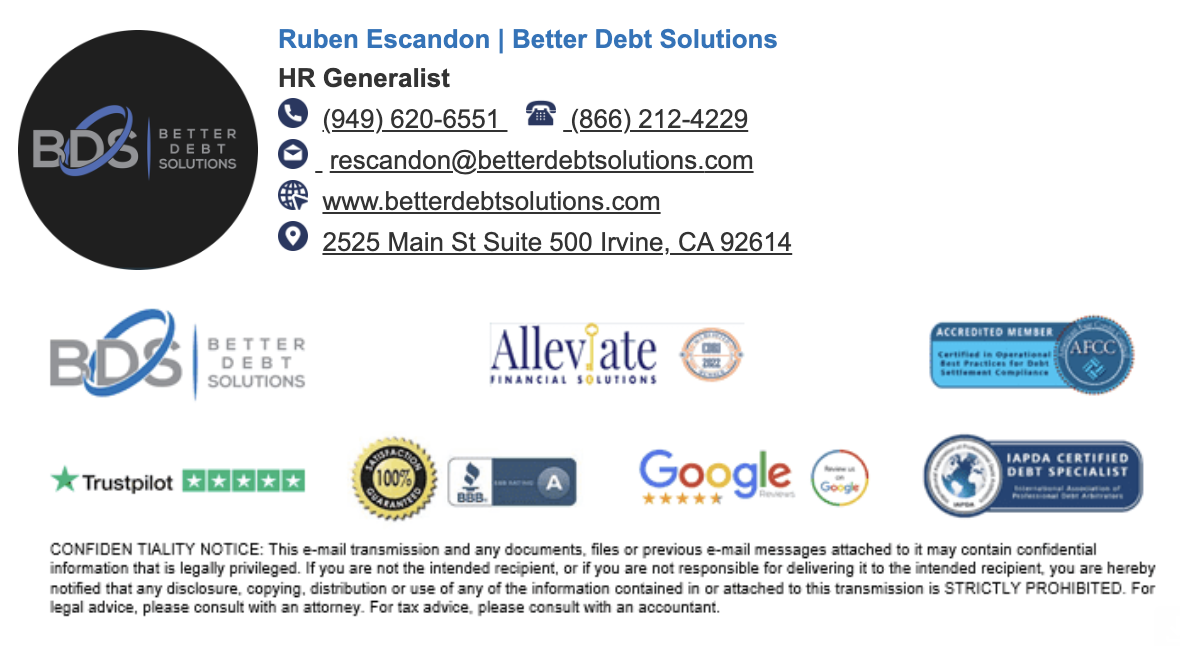 Ruben Escandon | Better Debt Solutions
HR Generalist
(949) 620-6551 (866) 212-4229
rescandon@betterdebtsolutions.com
www.betterdebtsolutions.com
2525 Main St Suite 500 Irvine, CA 92614
BDS
BETTER
DEBT
SOLUTIONS
BDS
BETTER
DEBT
SOLUTIONS
Alleviate
FINANCIAL SOLUTIONS
CDRI
2022
ACCREDITED MEMBER
Certified in Operational
Best Practices for Debt
Settlement Compliance
AFCC
Trustpilot
SATISFACTION
100%
GUARANTEED
BBB
BBB RATING
A
Google
Reviews
Review us
on
Google
IAPDA
IAPDA CERTIFIED
DEBT SPECIALIST
International Association of
Professional Debt Arbitrators
CONFIDEN TIALITY NOTICE: This e-mail transmission and any documents, files or previous e-mail messages attached to it may contain confidential
information that is legally privileged. If you are not the intended recipient, or if you are not responsible for delivering it to the intended recipient, you are hereby
notified that any disclosure, copying, distribution or use of any of the information contained in or attached to this transmission is STRICTLY PROHIBITED. For
legal advice, please consult with an attorney. For tax advice, please consult with an accountant.